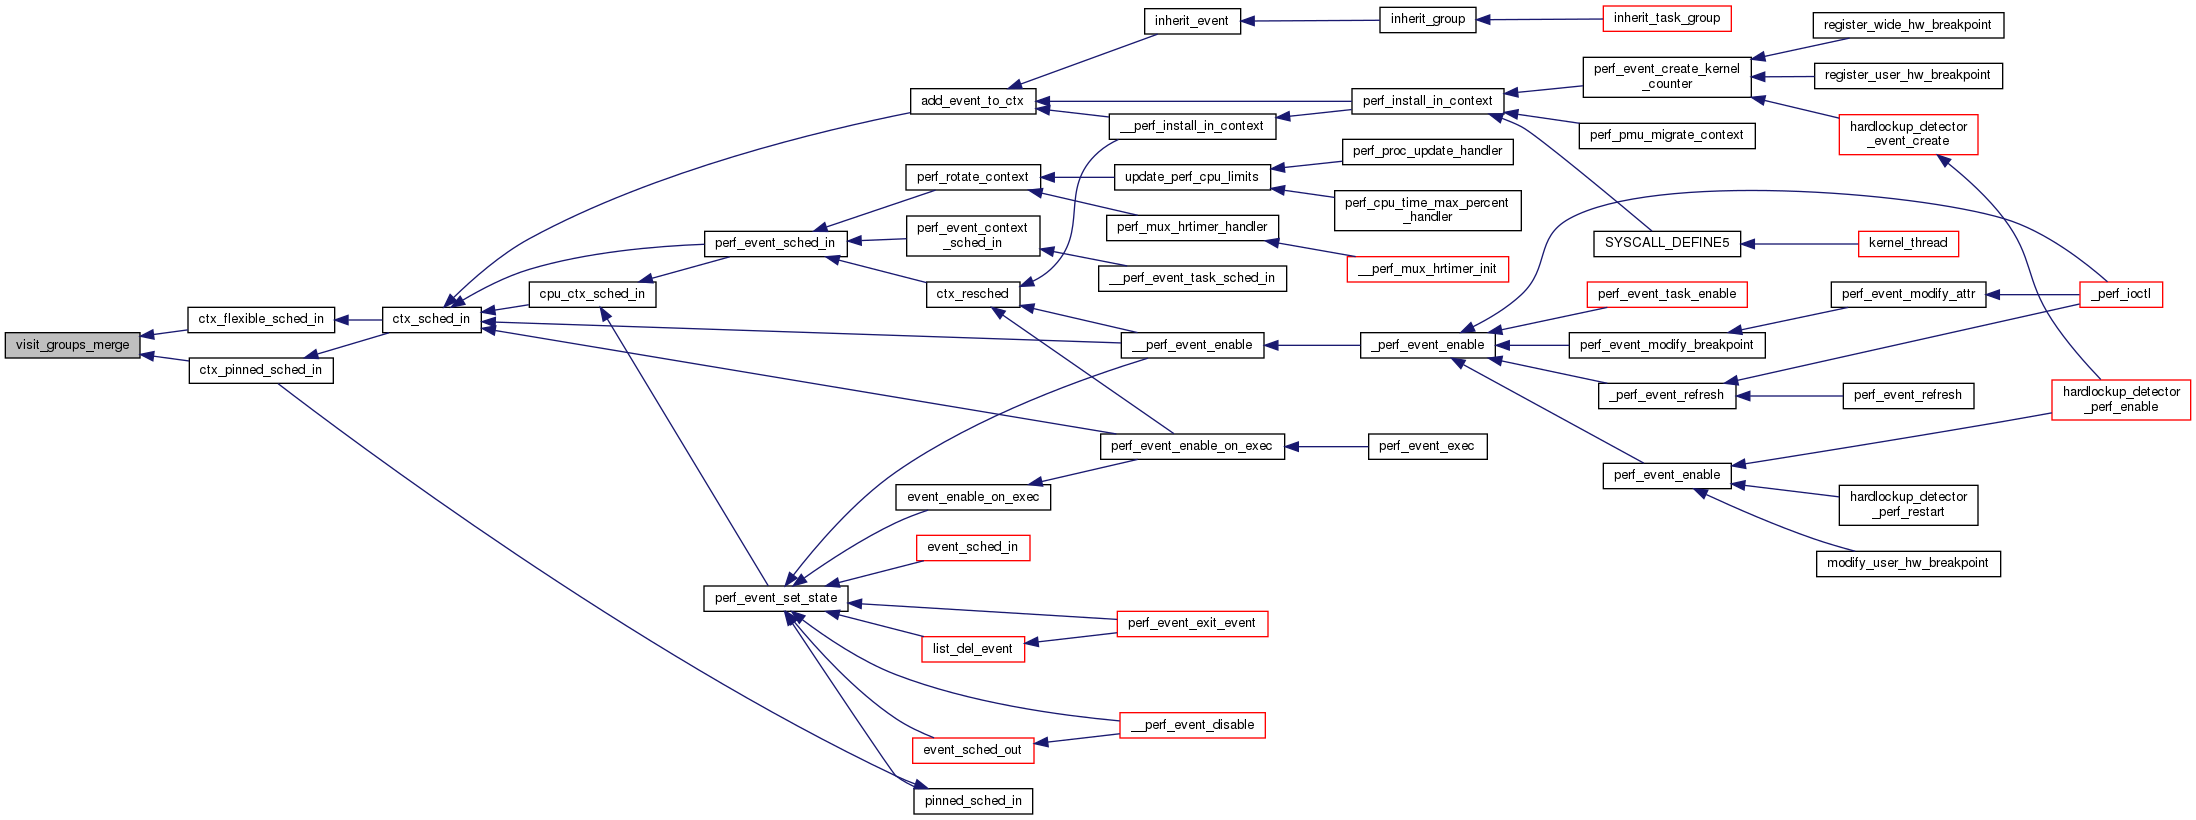 visit_groups_merge
ctx_flexible_sched_in
ctx_pinned_sched_in
ctx_sched_in
cpu_ctx_sched_in
perf_event_sched_in
perf_event_set_state
add_event_to_ctx
perf_rotate_context
perf_event_context
_sched_in
ctx_resched
event_enable_on_exec
event_sched_in
list_del_event
event_sched_out
pinned_sched_in
inherit_event
__perf_install_in_context
update_perf_cpu_limits
perf_mux_hrtimer_handler
__perf_event_task_sched_in
__perf_event_enable
perf_event_enable_on_exec
perf_event_exit_event
__perf_event_disable
inherit_group
perf_install_in_context
perf_proc_update_handler
perf_cpu_time_max_percent
_handler
__perf_mux_hrtimer_init
_perf_event_enable
perf_event_exec
inherit_task_group
perf_event_create_kernel
_counter
perf_pmu_migrate_context
SYSCALL_DEFINE5
perf_event_task_enable
perf_event_modify_breakpoint
_perf_event_refresh
perf_event_enable
register_wide_hw_breakpoint
register_user_hw_breakpoint
hardlockup_detector
_event_create
kernel_thread
perf_event_modify_attr
perf_event_refresh
hardlockup_detector
_perf_restart
modify_user_hw_breakpoint
_perf_ioctl
hardlockup_detector
_perf_enable